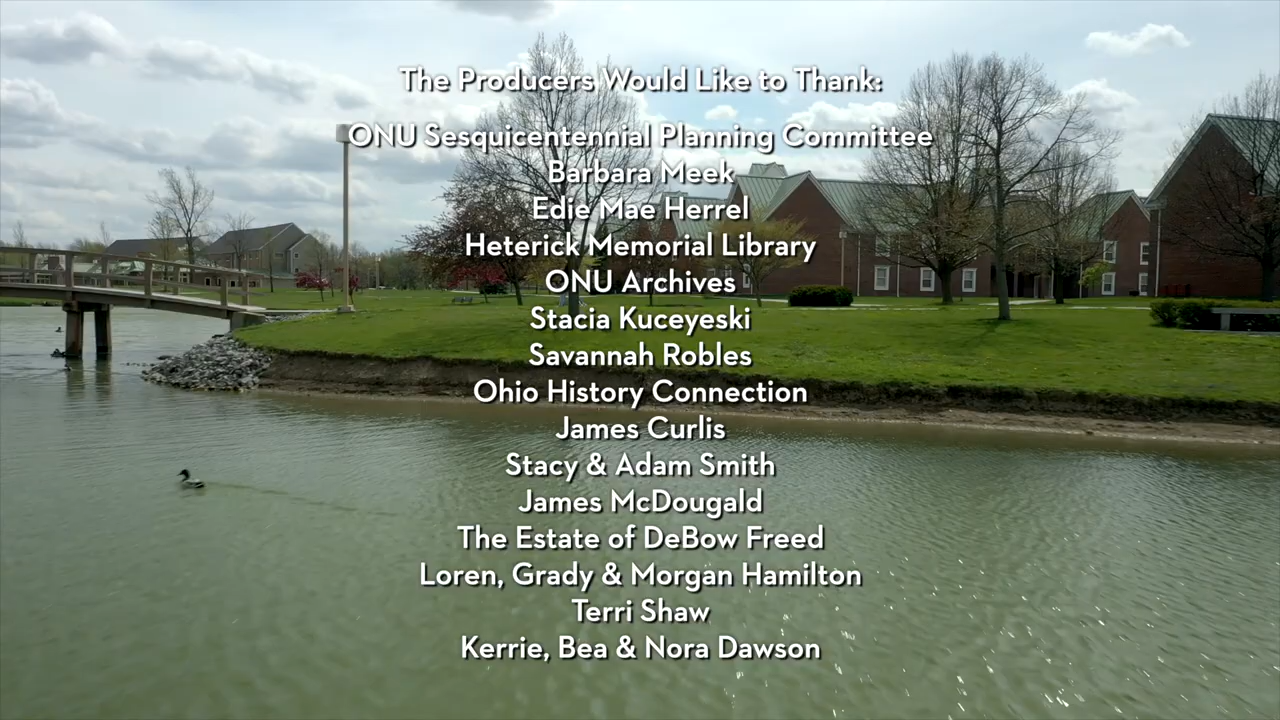 The Producers Would Like to Thank:
ONU Sesquicentennial Planning Committee
Barbara Meek
Edie Mae Herrel
Heterick Memorial Library
ONU Archives
Stacia Kuceyeski
Savannah Robles
Ohio History Connection
James Curlis
Stacy & Adam Smith
James McDougald
The Estate of DeBow Freed
Loren, Grady & Morgan Hamilton
Terri Shaw
Kerrie, Bea & Nora Dawson